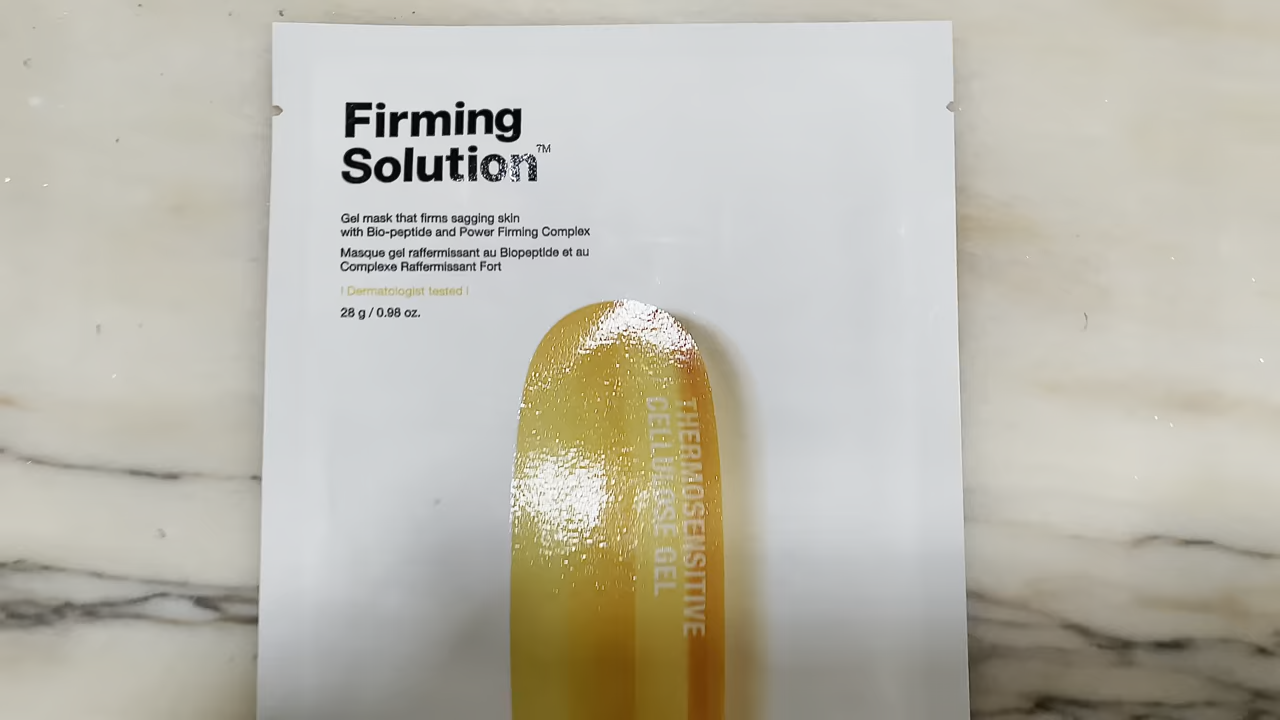 Firming
Solution™
Gel mask that firms sagging skin
with Bio-peptide and Power Firming Complex
Masque gel raffermissant au Biopeptide et au
Complexe Raffermissant Fort
| Dermatologist tested |
28 g / 0.98 oz.
THERMOSENSITIVE
CELLULOSE GEL